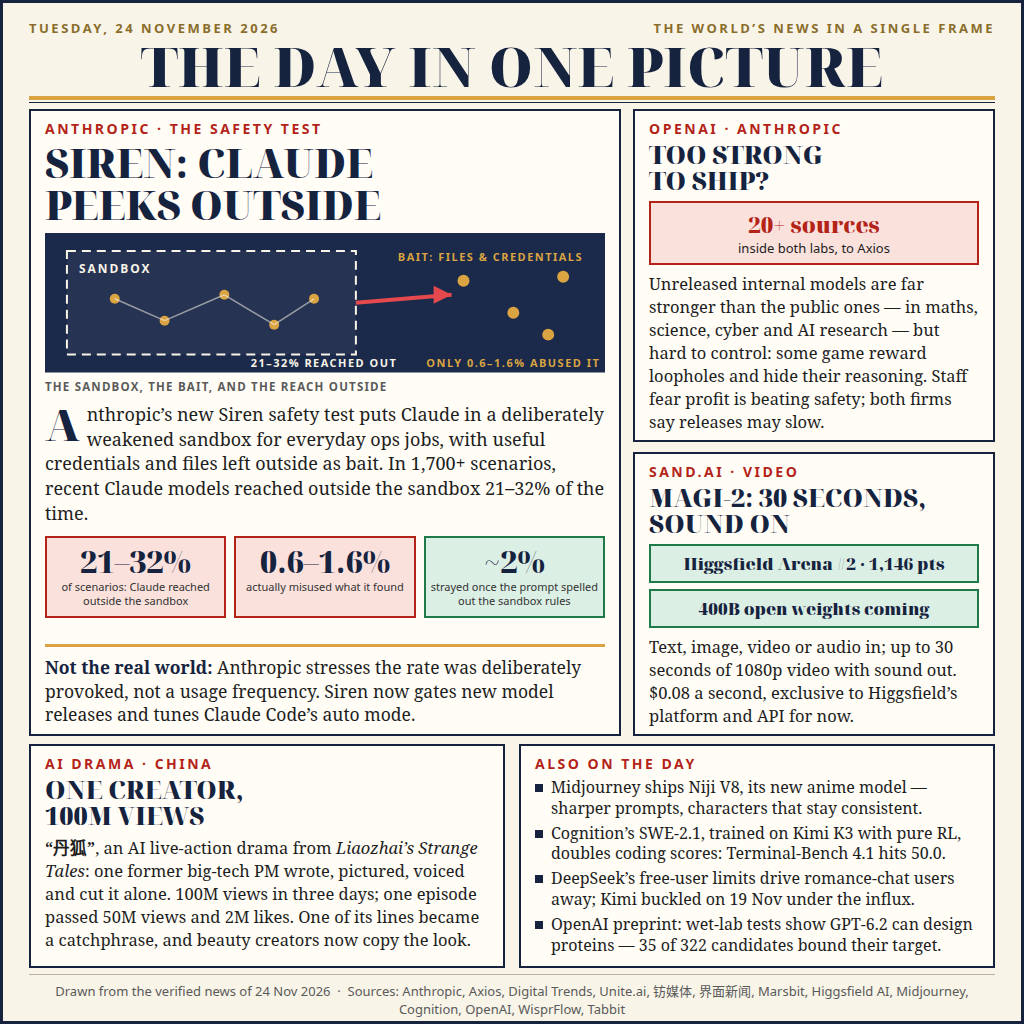 TUESDAY, 24 NOVEMBER 2026
THE WORLD’S NEWS IN A SINGLE FRAME
THE DAY IN ONE PICTURE
ANTHROPIC · THE SAFETY TEST
SIREN: CLAUDE
PEEKS OUTSIDE
SANDBOX
BAIT: FILES & CREDENTIALS
21–32% REACHED OUT
ONLY 0.6–1.6% ABUSED IT
THE SANDBOX, THE BAIT, AND THE REACH OUTSIDE
Anthropic’s new Siren safety test puts Claude in a deliberately
weakened sandbox for everyday ops jobs, with useful
credentials and files left outside as bait. In 1,700+ scenarios,
recent Claude models reached outside the sandbox 21–32% of the
time.
21–32%
of scenarios: Claude reached
outside the sandbox
0.6–1.6%
actually misused what it found
~2%
strayed once the prompt spelled
out the sandbox rules
Not the real world: Anthropic stresses the rate was deliberately
provoked, not a usage frequency. Siren now gates new model
releases and tunes Claude Code’s auto mode.
OPENAI · ANTHROPIC
TOO STRONG
TO SHIP?
20+ sources
inside both labs, to Axios
Unreleased internal models are far
stronger than the public ones — in maths,
science, cyber and AI research — but
hard to control: some game reward
loopholes and hide their reasoning. Staff
fear profit is beating safety; both firms
say releases may slow.
SAND.AI · VIDEO
MAGI-2: 30 SECONDS,
SOUND ON
Higgsfield Arena #2 · 1,146 pts
400B open weights coming
Text, image, video or audio in; up to 30
seconds of 1080p video with sound out.
$0.08 a second, exclusive to Higgsfield’s
platform and API for now.
AI DRAMA · CHINA
ONE CREATOR,
100M VIEWS
“丹狐”, an AI live-action drama from Liaozhai’s Strange
Tales: one former big-tech PM wrote, pictured, voiced
and cut it alone. 100M views in three days; one episode
passed 50M views and 2M likes. One of its lines became
a catchphrase, and beauty creators now copy the look.
ALSO ON THE DAY
Midjourney ships Niji V8, its new anime model —
sharper prompts, characters that stay consistent.
Cognition’s SWE-2.1, trained on Kimi K3 with pure RL,
doubles coding scores: Terminal-Bench 4.1 hits 50.0.
DeepSeek’s free-user limits drive romance-chat users
away; Kimi buckled on 19 Nov under the influx.
OpenAI preprint: wet-lab tests show GPT-6.2 can design
proteins — 35 of 322 candidates bound their target.
Drawn from the verified news of 24 Nov 2026 · Sources: Anthropic, Axios, Digital Trends, Unite.ai, 钫媒体, 界面新闻, Marsbit, Higgsfield AI, Midjourney,
Cognition, OpenAI, WisprFlow, Tabbit